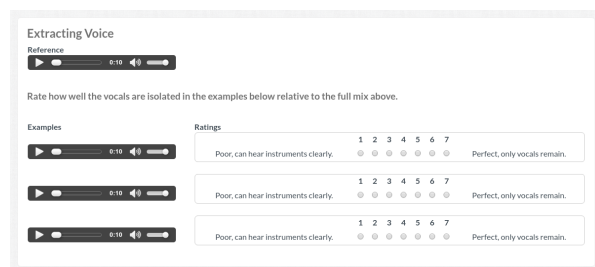 Extracting Voice
Reference
0:10
Rate how well the vocals are isolated in the examples below relative to the full mix above.
Examples Ratings
1 2 3 4 5 6 7
0:10 Poor, can hear instruments clearly. Perfect, only vocals remain.
1 2 3 4 5 6 7
0:10 Poor, can hear instruments clearly. Perfect, only vocals remain.
1 2 3 4 5 6 7
0:10 Poor, can hear instruments clearly. Perfect, only vocals remain.